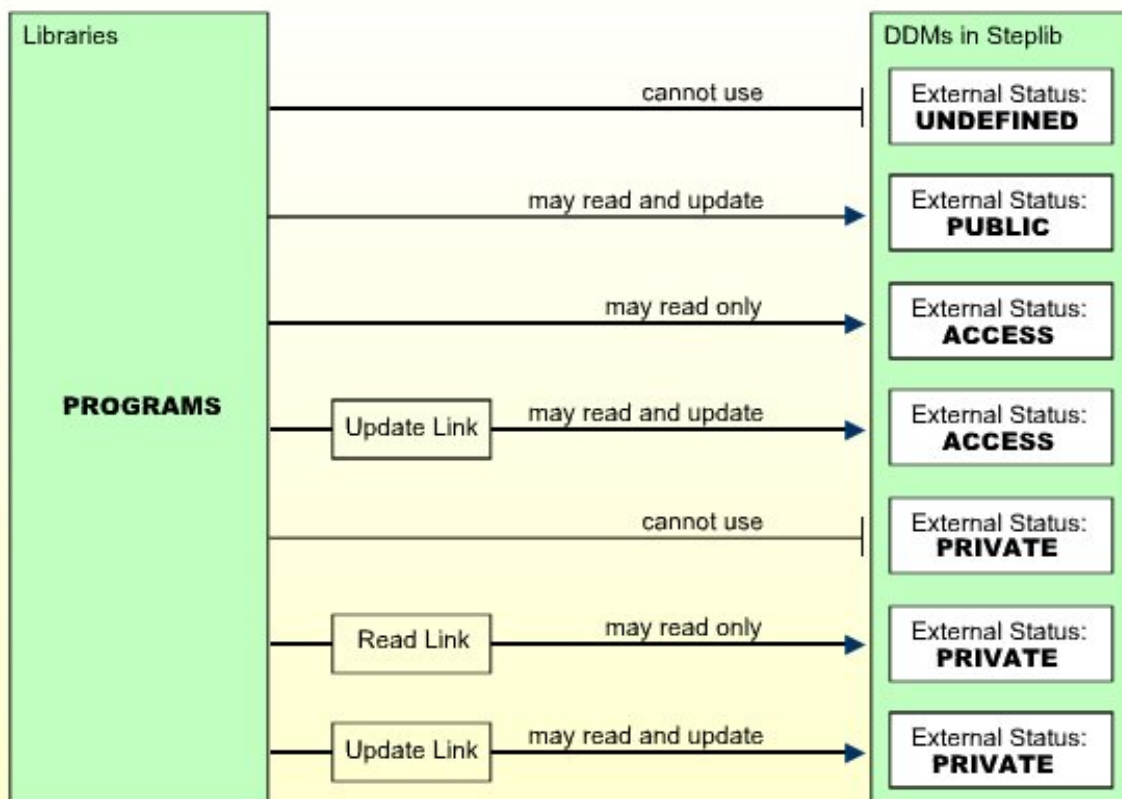 Libraries
DDMs in Steplib
cannot use
External Status:
UNDEFINED
may read and update
External Status:
PUBLIC
may read only
External Status:
ACCESS
PROGRAMS
Update Link
may read and update
External Status:
ACCESS
cannot use
External Status:
PRIVATE
Read Link
may read only
External Status:
PRIVATE
Update Link
may read and update
External Status:
PRIVATE